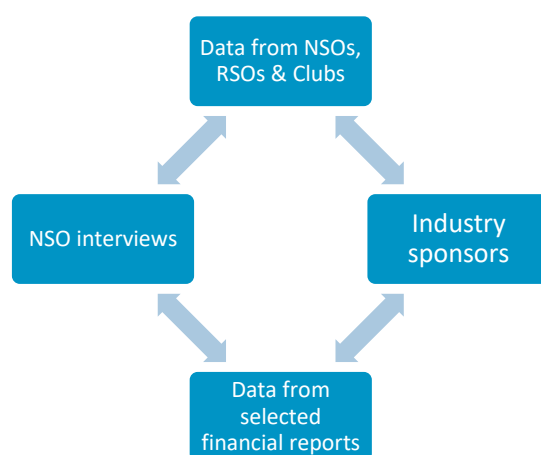 Data from NSOs,
RSOs & Clubs
NSO interviews
Industry
sponsors
Data from
selected
financial reports